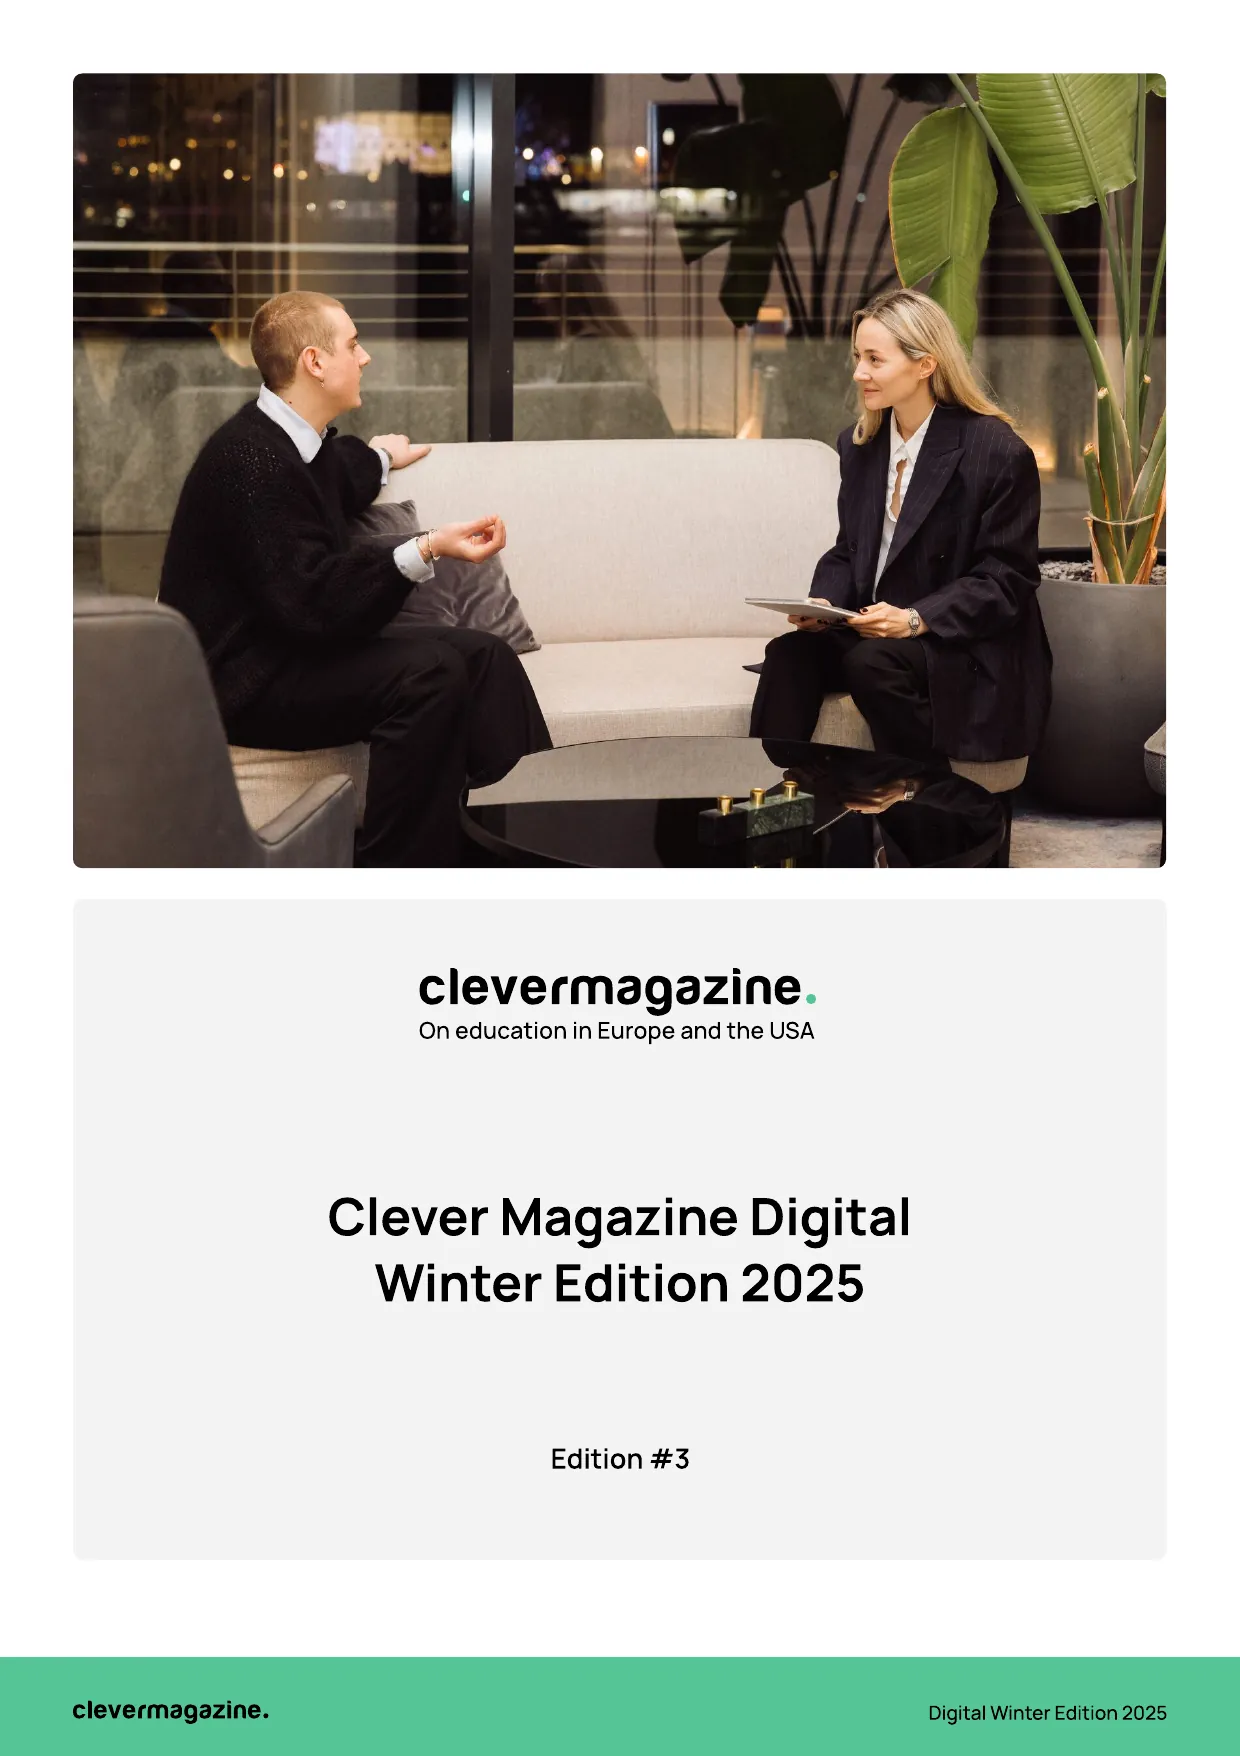 clevermagazine.
On education in Europe and the USA
Clever Magazine Digital
Winter Edition 2025
Edition #3
clevermagazine.
Digital Winter Edition 2025